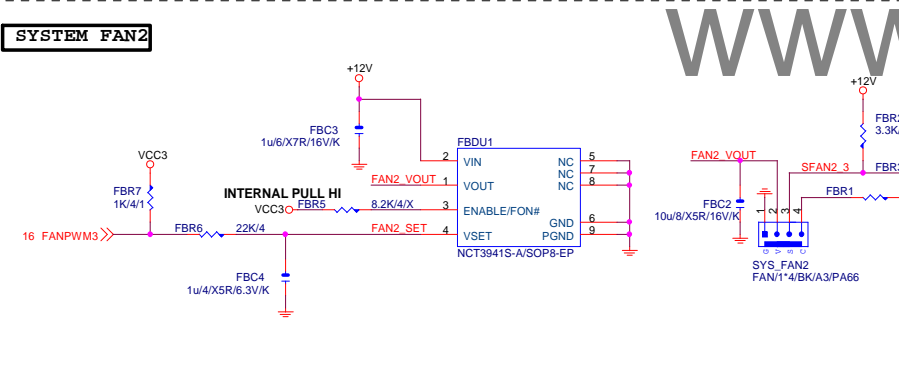 SYSTEM FAN2
WWW
+12V
+12V
FBC3
1u/6/X7R/16V/K
FBDU1
3.3K
VCC3
2 VIN NC 5
NC 7
FAN2_VOUT 1 VOUT NC 8
FAN2_VOUT
SFAN2_3
FBR7
1K/4/1
INTERNAL PULL HI
VCC3 FBR5 8.2K/4/X 3 ENABLE/FON#
FBR1
FBC2
10u/8/X5R/16V/K
1 2 3 4
GND 6
16 FANPWM3 FBR6 22K/4 FAN2_SET 4 VSET PGND 9
NCT3941S-A/SOP8-EP
G V S C
SYS_FAN2
FAN/1*4/BK/A3/PA66
FBC4
1u/4/X5R/6.3V/K